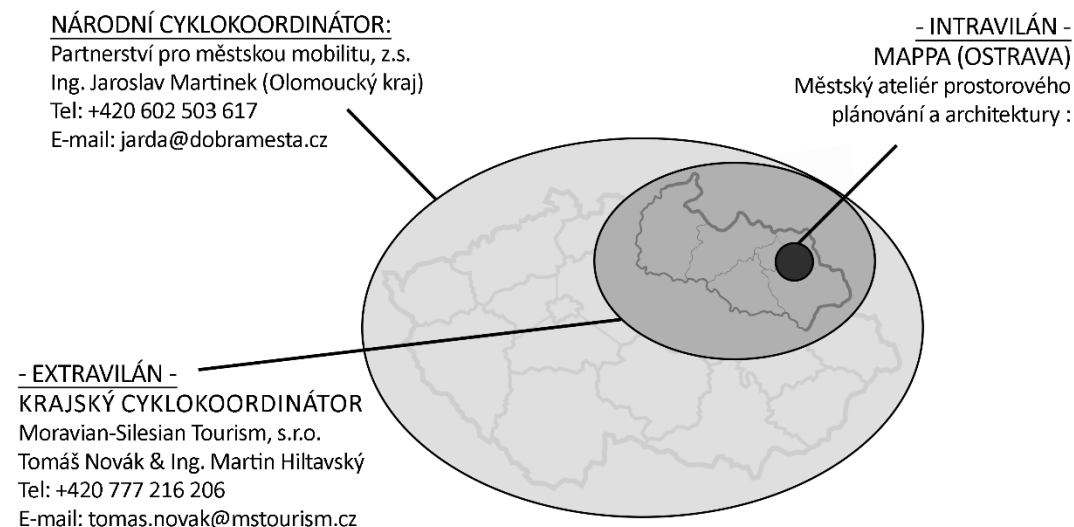 NÁRODNÍ CYKLOKOORDINÁTOR:
Partnerství pro městskou mobilitu, z.s.
Ing. Jaroslav Martinek (Olomoucký kraj)
Tel: +420 602 503 617
E-mail: jarda@dobramesta.cz
- INTRAVILÁN -
MAPPA (OSTRAVA)
Městský ateliér prostorového
plánování a architektury :
- EXTRAVILÁN -
KRAJSKÝ CYKLOKOORDINÁTOR
Moravian-Silesian Tourism, s.r.o.
Tomáš Novák & Ing. Martin Hiltavský
Tel: +420 777 216 206
E-mail: tomas.novak@mstourism.cz